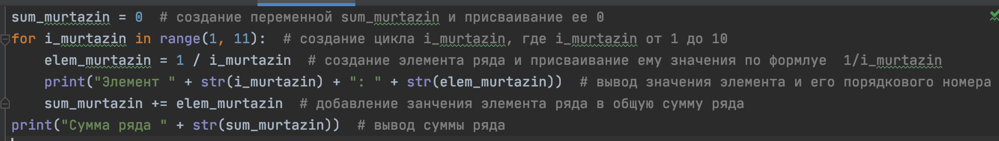 sum_murtazin = 0  # создание переменной sum_murtazin и присваивание ее 0
for i_murtazin in range(1, 11):  # создание цикла i_murtazin, где i_murtazin от 1 до 10
    elem_murtazin = 1 / i_murtazin  # создание элемента ряда и присваивание ему значения по формлуе  1/i_murtazin
    print("Элемент " + str(i_murtazin) + ": " + str(elem_murtazin))  # вывод значения элемента и его порядкового номера
    sum_murtazin += elem_murtazin  # добавление занчения элемента ряда в общую сумму ряда
print("Сумма ряда " + str(sum_murtazin))  # вывод суммы ряда